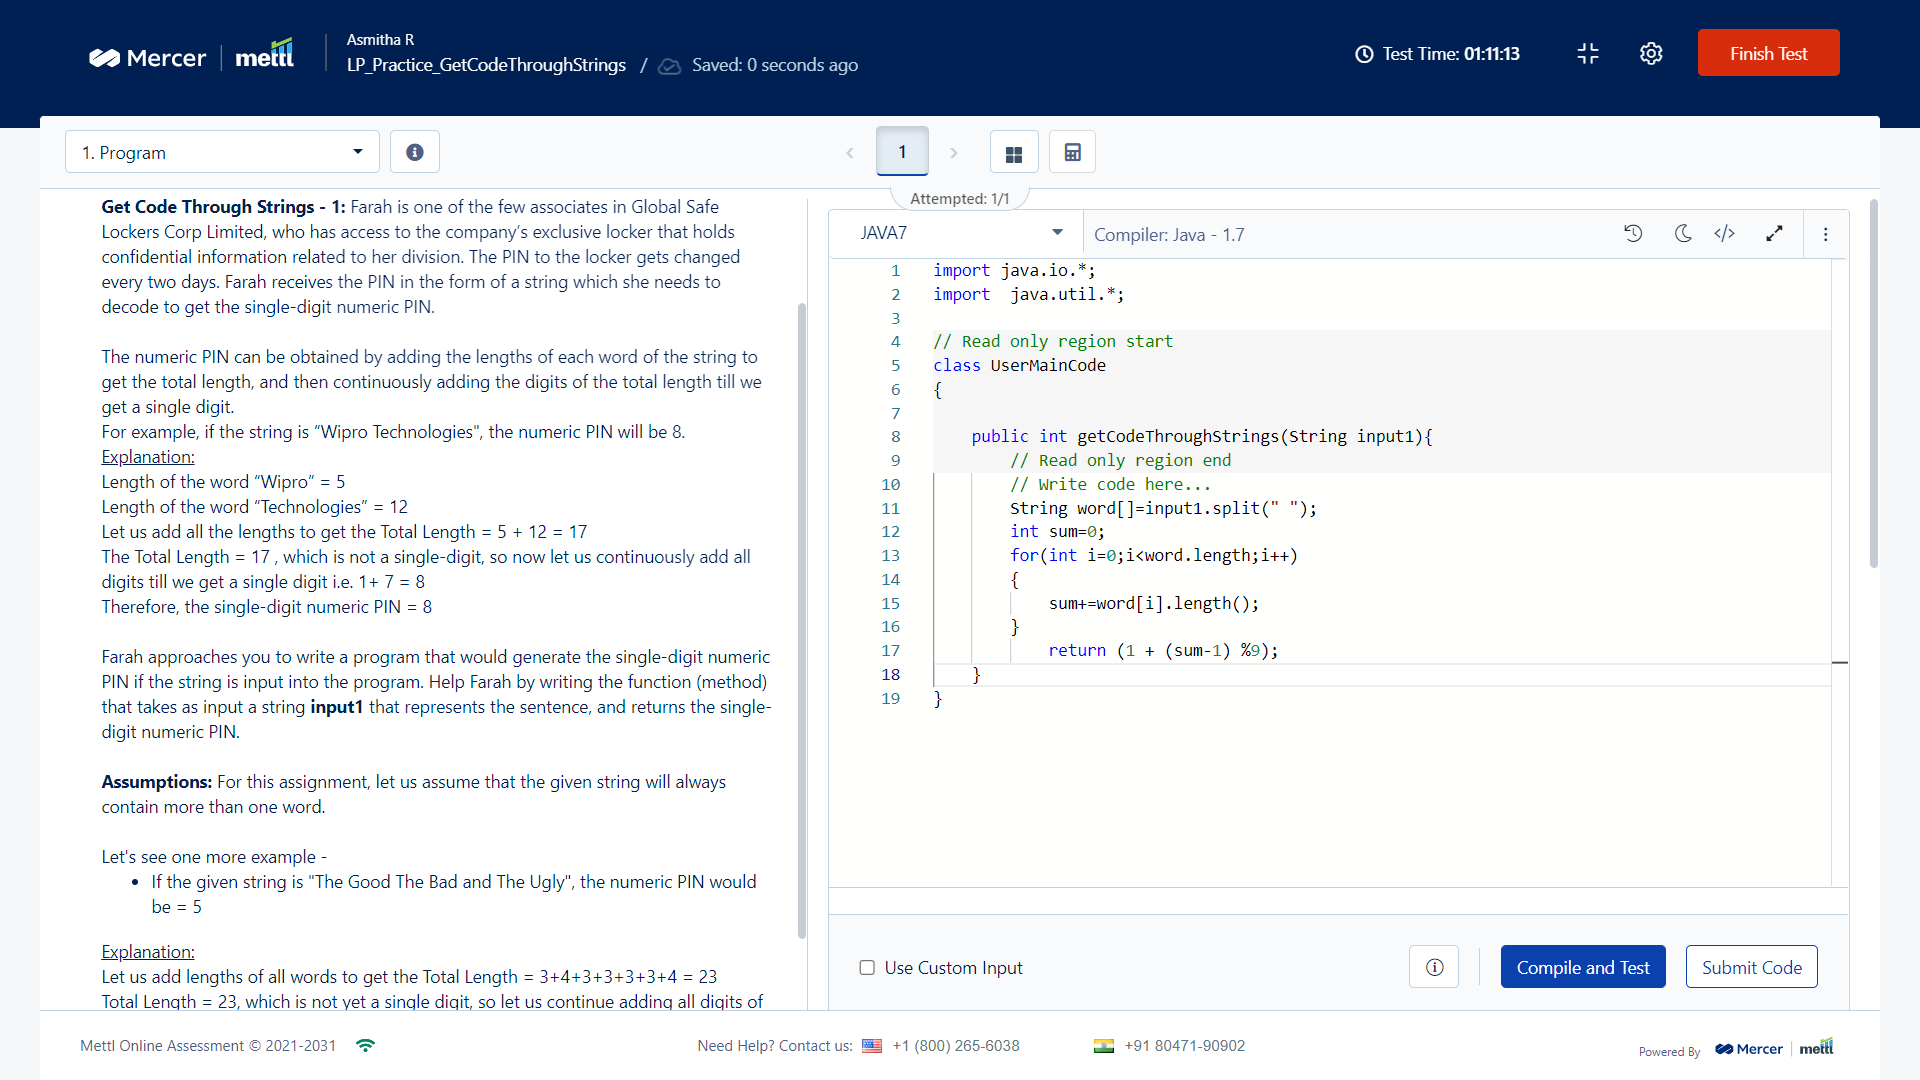 Mercer mettl
Asmitha R
LP_Practice_GetCodeThroughStrings / Saved: 0 seconds ago
Test Time: 01:11:13
Finish Test
1. Program
1
Attempted: 1/1
Get Code Through Strings - 1: Farah is one of the few associates in Global Safe
Lockers Corp Limited, who has access to the company’s exclusive locker that holds
confidential information related to her division. The PIN to the locker gets changed
every two days. Farah receives the PIN in the form of a string which she needs to
decode to get the single-digit numeric PIN.
The numeric PIN can be obtained by adding the lengths of each word of the string to
get the total length, and then continuously adding the digits of the total length till we
get a single digit.
For example, if the string is “Wipro Technologies", the numeric PIN will be 8.
Explanation:
Length of the word “Wipro” = 5
Length of the word “Technologies” = 12
Let us add all the lengths to get the Total Length = 5 + 12 = 17
The Total Length = 17 , which is not a single-digit, so now let us continuously add all
digits till we get a single digit i.e. 1+ 7 = 8
Therefore, the single-digit numeric PIN = 8
Farah approaches you to write a program that would generate the single-digit numeric
PIN if the string is input into the program. Help Farah by writing the function (method)
that takes as input a string input1 that represents the sentence, and returns the single-
digit numeric PIN.
Assumptions: For this assignment, let us assume that the given string will always
contain more than one word.
Let's see one more example -
• If the given string is "The Good The Bad and The Ugly", the numeric PIN would
be = 5
Explanation:
Let us add lengths of all words to get the Total Length = 3+4+3+3+3+3+4 = 23
Total Length = 23, which is not yet a single digit, so let us continue adding all digits of
JAVA7
Compiler: Java - 1.7
1 import java.io.*;
2 import  java.util.*;
3
4 // Read only region start
5 class UserMainCode
6 {
7
8     public int getCodeThroughStrings(String input1){
9         // Read only region end
10         // Write code here...
11         String word[]=input1.split(" ");
12         int sum=0;
13         for(int i=0;i<word.length;i++)
14         {
15             sum+=word[i].length();
16         }
17             return (1 + (sum-1) %9);
18     }
19 }
Use Custom Input
Compile and Test
Submit Code
Mettl Online Assessment © 2021-2031
Need Help? Contact us: +1 (800) 265-6038
+91 80471-90902
Powered By Mercer mettl